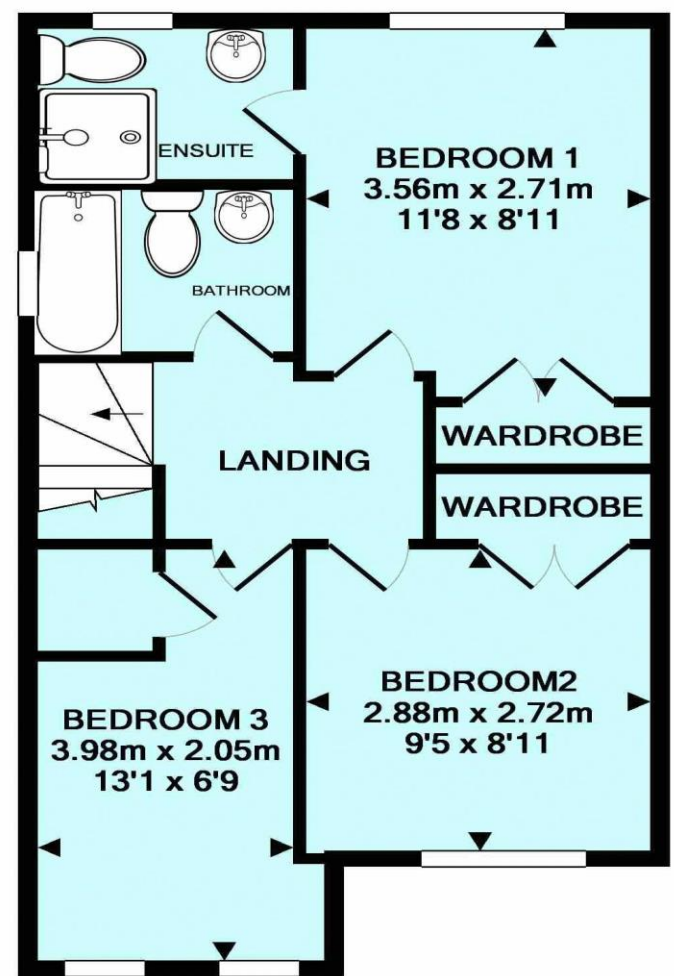 ENSUITE
BEDROOM 1
3.56m x 2.71m
11'8 x 8'11
BATHROOM
LANDING
WARDROBE
WARDROBE
BEDROOM2
2.88m x 2.72m
9'5 x 8'11
BEDROOM 3
3.98m x 2.05m
13'1 x 6'9